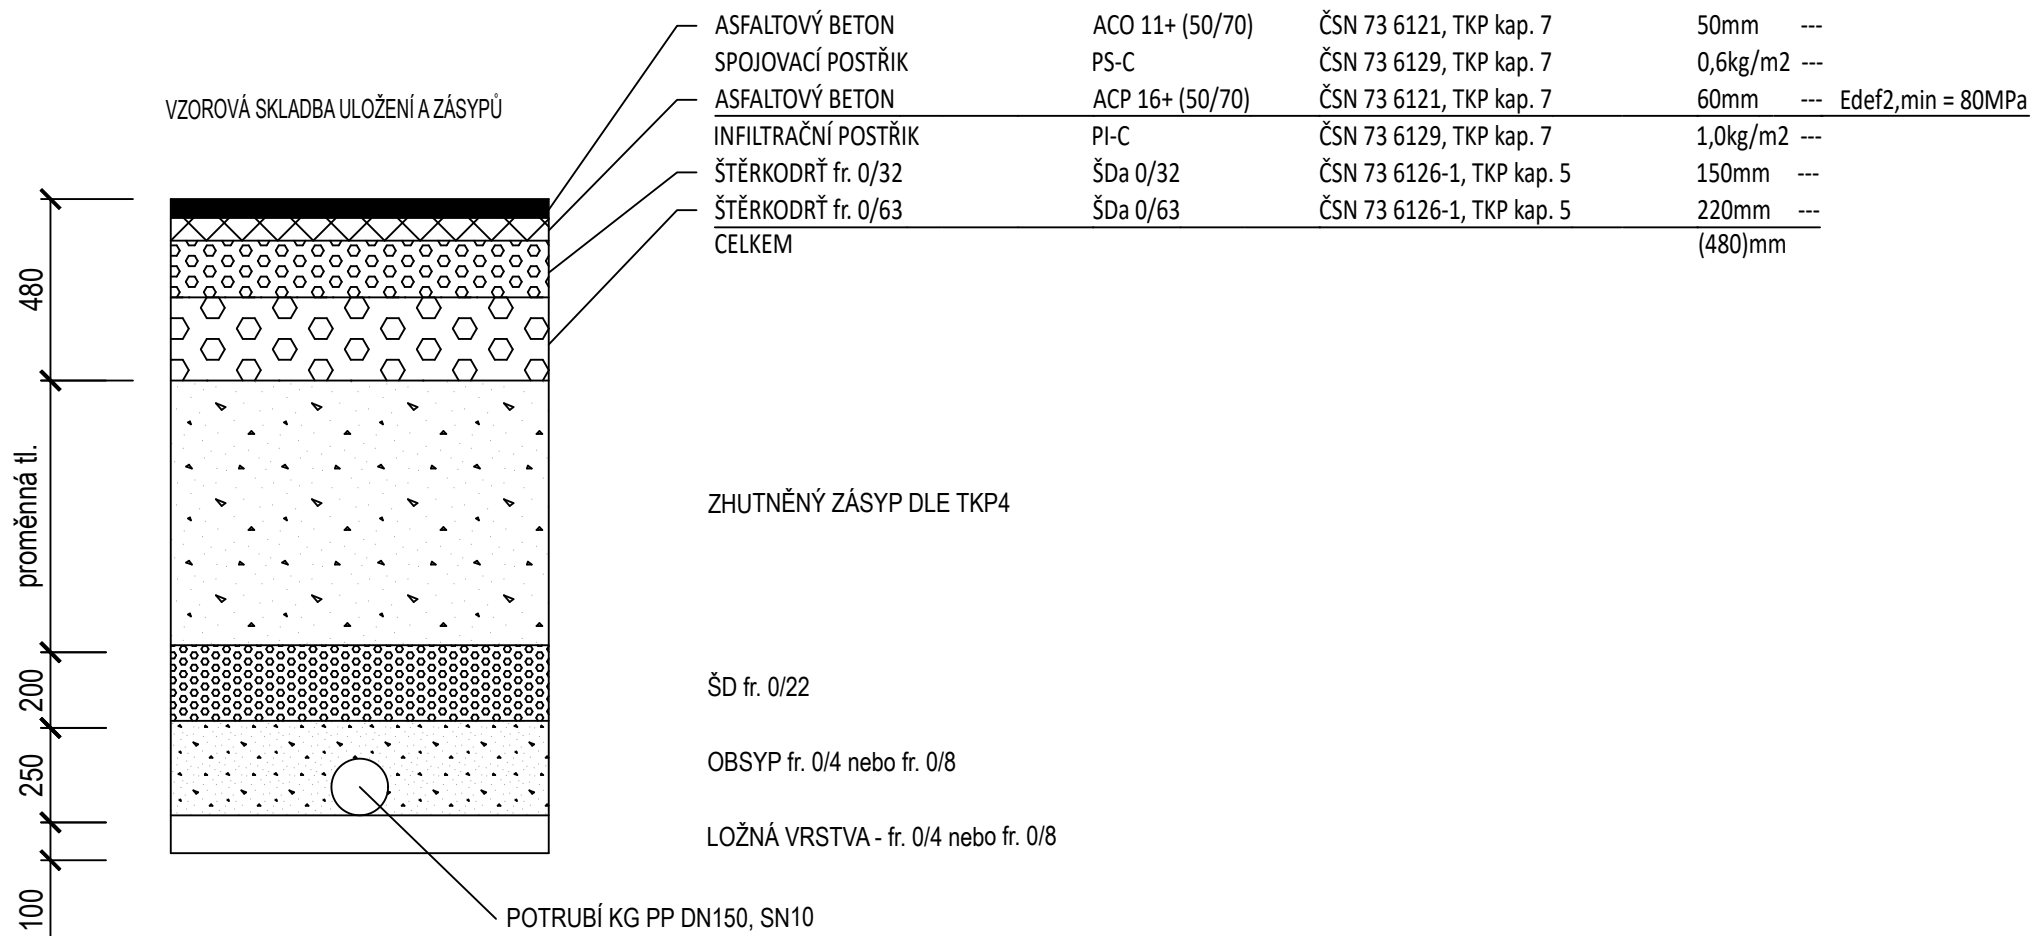 ASFALTOVÝ BETON ACO 11+ (50/70) ČSN 73 6121, TKP kap. 7 50mm ---
SPOJOVACÍ POSTŘIK PS-C ČSN 73 6129, TKP kap. 7 0,6kg/m2 ---
VZOROVÁ SKLADBA ULOŽENÍ A ZÁSYPŮ
ASFALTOVÝ BETON ACP 16+ (50/70) ČSN 73 6121, TKP kap. 7 60mm --- Edef2,min = 80MPa
INFILTRAČNÍ POSTŘIK PI-C ČSN 73 6129, TKP kap. 7 1,0kg/m2 ---
ŠTĚRKODRŤ fr. 0/32 ŠDa 0/32 ČSN 73 6126-1, TKP kap. 5 150mm ---
ŠTĚRKODRŤ fr. 0/63 ŠDa 0/63 ČSN 73 6126-1, TKP kap. 5 220mm ---
CELKEM (480)mm
480
proměnná tl.
ZHUTNĚNÝ ZÁSYP DLE TKP4
200
ŠD fr. 0/22
250
OBSYP fr. 0/4 nebo fr. 0/8
LOŽNÁ VRSTVA - fr. 0/4 nebo fr. 0/8
100
POTRUBÍ KG PP DN150, SN10